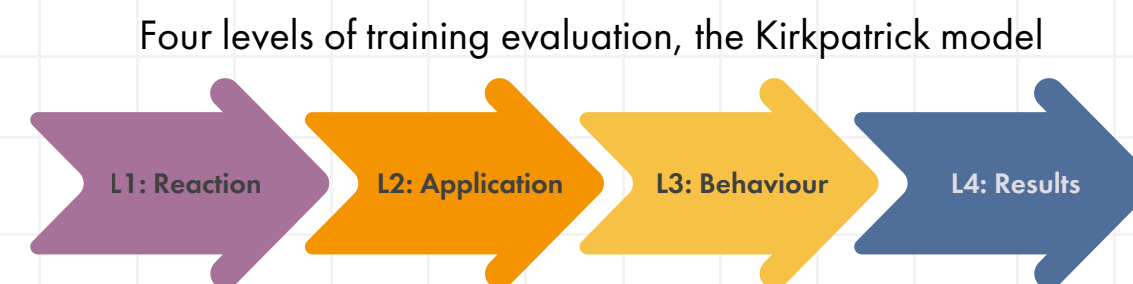 Four levels of training evaluation, the Kirkpatrick model
L1: Reaction
L2: Application
L3: Behaviour
L4: Results